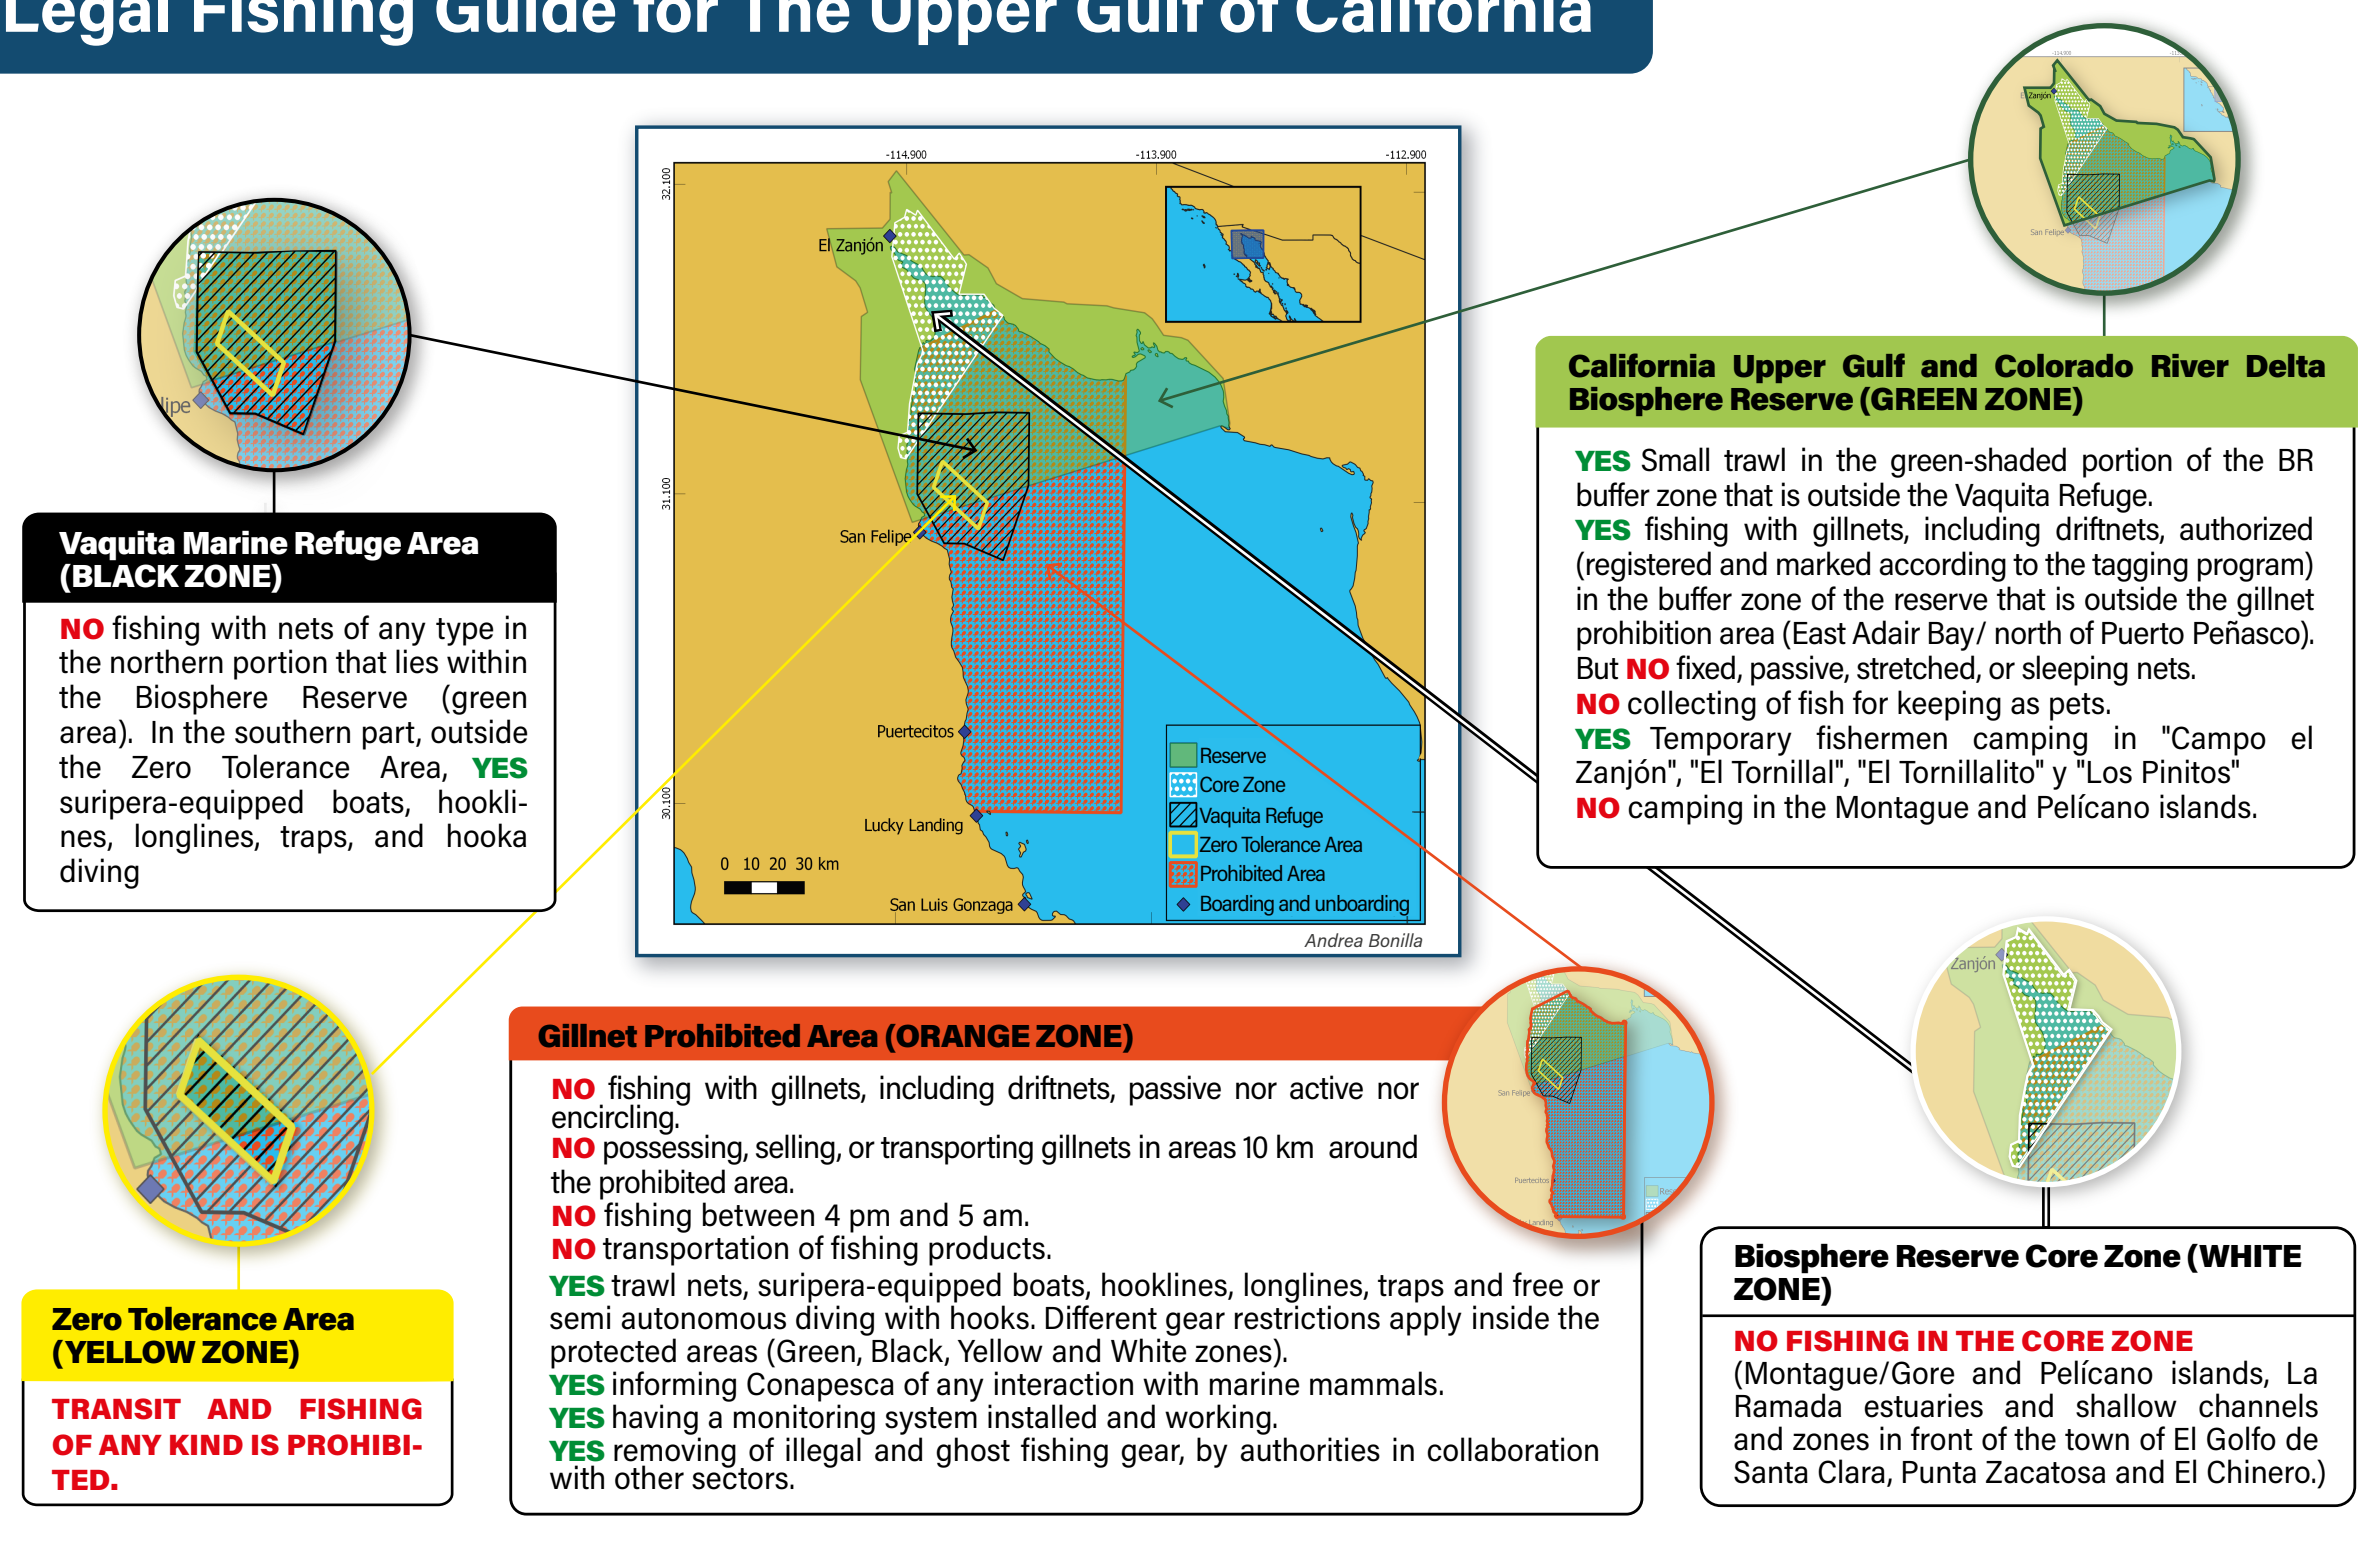 Legal Fishing Guide for The Upper Gulf of California
-114.900
-113.900
-112.900
32.100
31.100
30.100
El Zanjón
San Felipe
Puertecitos
Lucky Landing
San Luis Gonzaga
0 10 20 30 km
Reserve
Core Zone
Vaquita Refuge
Zero Tolerance Area
Prohibited Area
Boarding and unboarding
Andrea Bonilla
lipe
Vaquita Marine Refuge Area
(BLACK ZONE)
NO fishing with nets of any type in
the northern portion that lies within
the Biosphere Reserve (green
area). In the southern part, outside
the Zero Tolerance Area, YES
suripera-equipped boats, hookli-
nes, longlines, traps, and hooka
diving
-114.900
El Zanjón
San Felipe
California Upper Gulf and Colorado River Delta
Biosphere Reserve (GREEN ZONE)
YES Small trawl in the green-shaded portion of the BR
buffer zone that is outside the Vaquita Refuge.
YES fishing with gillnets, including driftnets, authorized
(registered and marked according to the tagging program)
in the buffer zone of the reserve that is outside the gillnet
prohibition area (East Adair Bay/ north of Puerto Peñasco).
But NO fixed, passive, stretched, or sleeping nets.
NO collecting of fish for keeping as pets.
YES Temporary fishermen camping in "Campo el
Zanjón", "El Tornillal", "El Tornillalito" y "Los Pinitos"
NO camping in the Montague and Pelícano islands.
Zero Tolerance Area
(YELLOW ZONE)
TRANSIT AND FISHING
OF ANY KIND IS PROHIBI-
TED.
Gillnet Prohibited Area (ORANGE ZONE)
NO fishing with gillnets, including driftnets, passive nor active nor
encircling.
NO possessing, selling, or transporting gillnets in areas 10 km around
the prohibited area.
NO fishing between 4 pm and 5 am.
NO transportation of fishing products.
YES trawl nets, suripera-equipped boats, hooklines, longlines, traps and free or
semi autonomous diving with hooks. Different gear restrictions apply inside the
protected areas (Green, Black, Yellow and White zones).
YES informing Conapesca of any interaction with marine mammals.
YES having a monitoring system installed and working.
YES removing of illegal and ghost fishing gear, by authorities in collaboration
with other sectors.
San Felipe
Puertecitos
Landing
Zanjón
Biosphere Reserve Core Zone (WHITE
ZONE)
NO FISHING IN THE CORE ZONE
(Montague/Gore and Pelícano islands, La
Ramada estuaries and shallow channels
and zones in front of the town of El Golfo de
Santa Clara, Punta Zacatosa and El Chinero.)